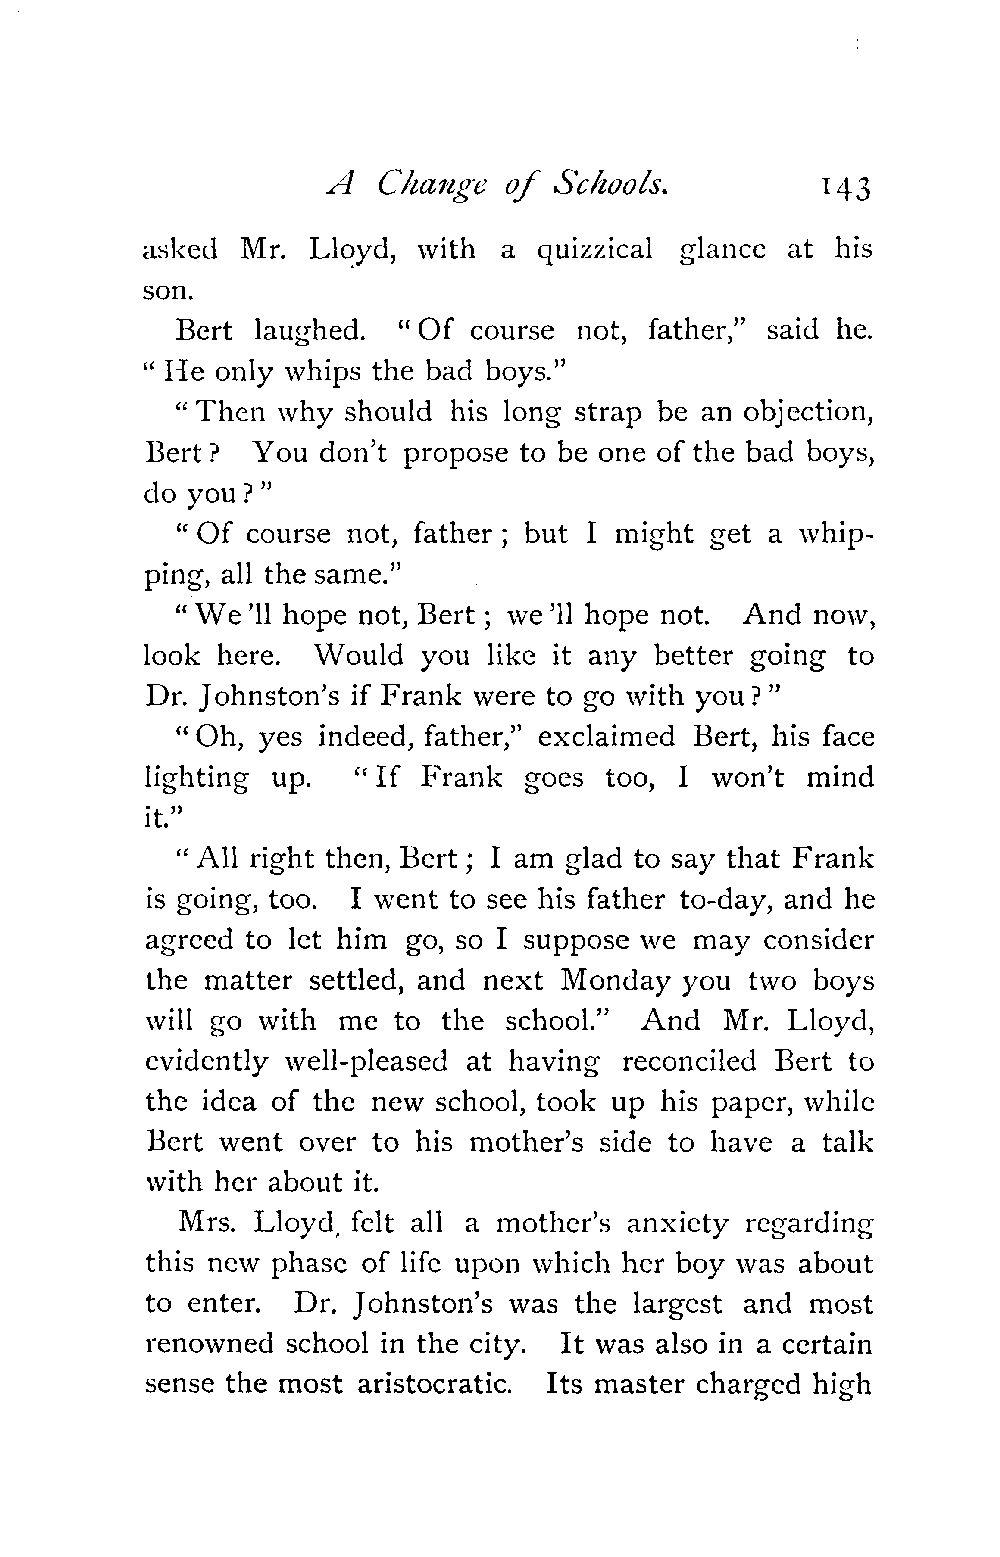 A Change of Schools. 143
asked Mr. Lloyd, with a quizzical glance at his
son.
Bert laughed. “Of course not, father,” said he.
“He only whips the bad boys.”
“Then why should his long strap be an objection,
Bert? You don’t propose to be one of the bad boys,
do you?”
“Of course not, father; but I might get a whip-
ping, all the same.”
“We’ll hope not, Bert; we’ll hope not. And now,
look here. Would you like it any better going to
Dr. Johnston’s if Frank were to go with you?”
“Oh, yes indeed, father,” exclaimed Bert, his face
lighting up. “If Frank goes too, I won’t mind
it.”
“All right then, Bert; I am glad to say that Frank
is going, too. I went to see his father to-day, and he
agreed to let him go, so I suppose we may consider
the matter settled, and next Monday you two boys
will go with me to the school.” And Mr. Lloyd,
evidently well-pleased at having reconciled Bert to
the idea of the new school, took up his paper, while
Bert went over to his mother’s side to have a talk
with her about it.
Mrs. Lloyd, felt all a mother’s anxiety regarding
this new phase of life upon which her boy was about
to enter. Dr. Johnston’s was the largest and most
renowned school in the city. It was also in a certain
sense the most aristocratic. Its master charged high